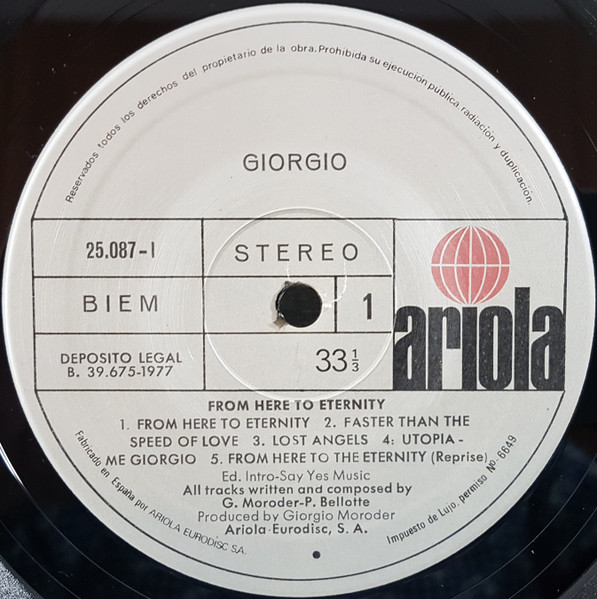 Reservados todos los derechos del propietario de la obra. Prohibida su ejecución pública, radiación y duplicación.
GIORGIO
25.087-I
STEREO
BIEM
1
DEPOSITO LEGAL
B. 39.675-1977
33 1/3
ariola
FROM HERE TO ETERNITY
1. FROM HERE TO ETERNITY 2. FASTER THAN THE
SPEED OF LOVE 3. LOST ANGELS 4: UTOPIA -
ME GIORGIO 5. FROM HERE TO THE ETERNITY (Reprise)
Ed. Intro-Say Yes Music
All tracks written and composed by
G. Moroder-P. Bellotte
Produced by Giorgio Moroder
Ariola-Eurodisc, S. A.
Fabricado en España por ARIOLA EURODISC S.A.
Impuesto de Lujo, permiso Nº 6649